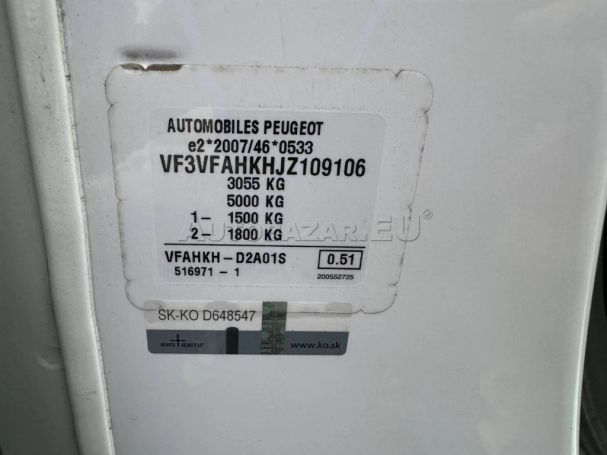 AUTOMOBILES PEUGEOT
e2*2007/46*0533
VF3VFAHKHJZ109106
3055 KG
5000 KG
1- 1500 KG
2- 1800 KG
AUTOBAZAR.EU®
VFAHKH-D2A01S 0.51
516971-1 200552725
SK-KO D648547
www.ko.sk